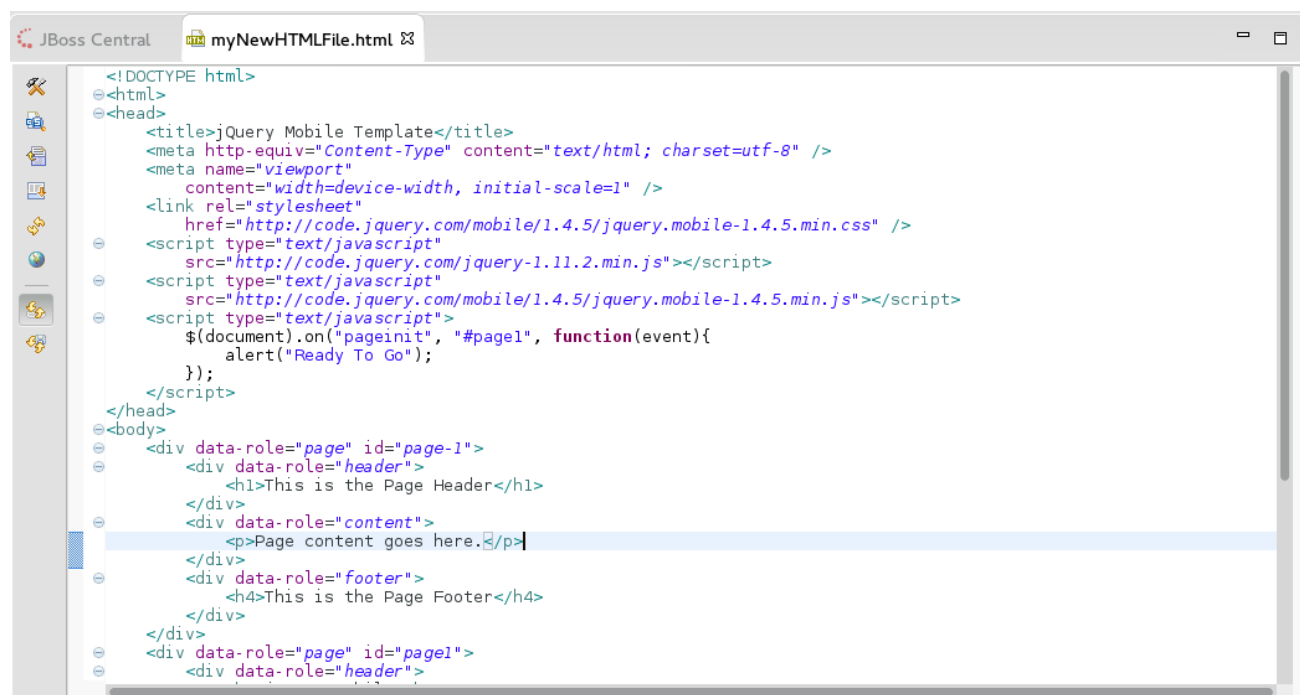 JBoss Central myNewHTMLFile.html
<!DOCTYPE html>
<html>
<head>
    <title>jQuery Mobile Template</title>
    <meta http-equiv="Content-Type" content="text/html; charset=utf-8" />
    <meta name="viewport"
        content="width=device-width, initial-scale=1" />
    <link rel="stylesheet"
        href="http://code.jquery.com/mobile/1.4.5/jquery.mobile-1.4.5.min.css" />
    <script type="text/javascript"
        src="http://code.jquery.com/jquery-1.11.2.min.js"></script>
    <script type="text/javascript"
        src="http://code.jquery.com/mobile/1.4.5/jquery.mobile-1.4.5.min.js"></script>
    <script type="text/javascript">
        $(document).on("pageinit", "#page1", function(event){
            alert("Ready To Go");
        });
    </script>
</head>
<body>
    <div data-role="page" id="page-1">
        <div data-role="header">
            <h1>This is the Page Header</h1>
        </div>
        <div data-role="content">
            <p>Page content goes here.</p>
        </div>
        <div data-role="footer">
            <h4>This is the Page Footer</h4>
        </div>
    </div>
    <div data-role="page" id="page1">
        <div data-role="header">